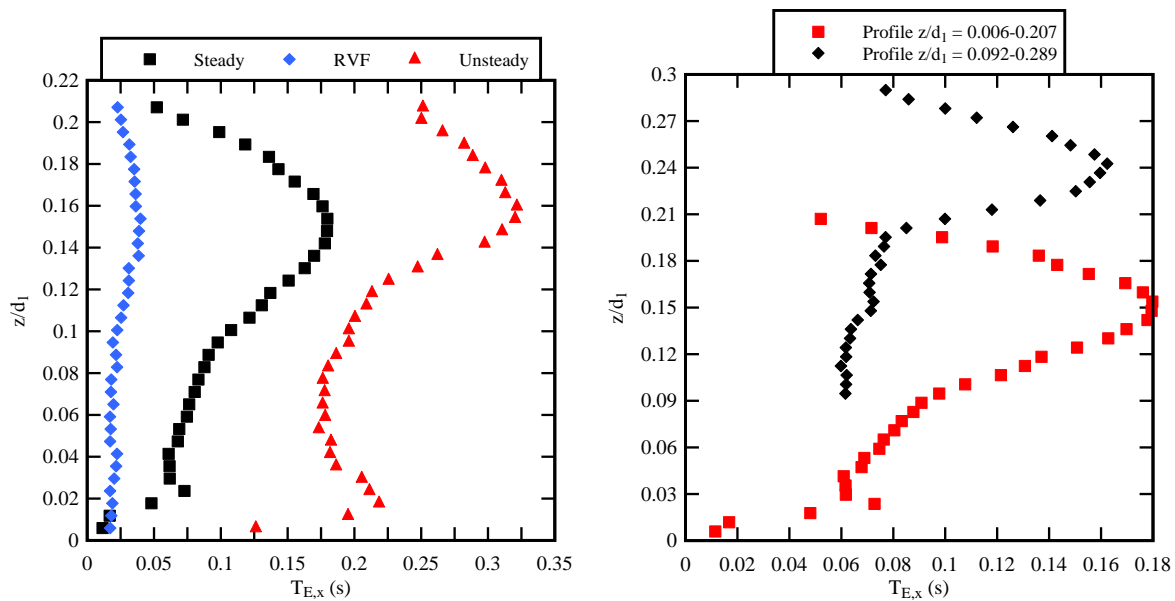 Steady RVF Unsteady
0.22
0.2
0.18
0.16
0.14
0.12
0.1
0.08
0.06
0.04
0.02
0
z/d1
0 0.05 0.1 0.15 0.2 0.25 0.3 0.35
TE,x (s)
Profile z/d1 = 0.006-0.207
Profile z/d1 = 0.092-0.289
0.3
0.27
0.24
0.21
0.18
0.15
0.12
0.09
0.06
0.03
0
z/d1
0 0.02 0.04 0.06 0.08 0.1 0.12 0.14 0.16 0.18
TE,x (s)